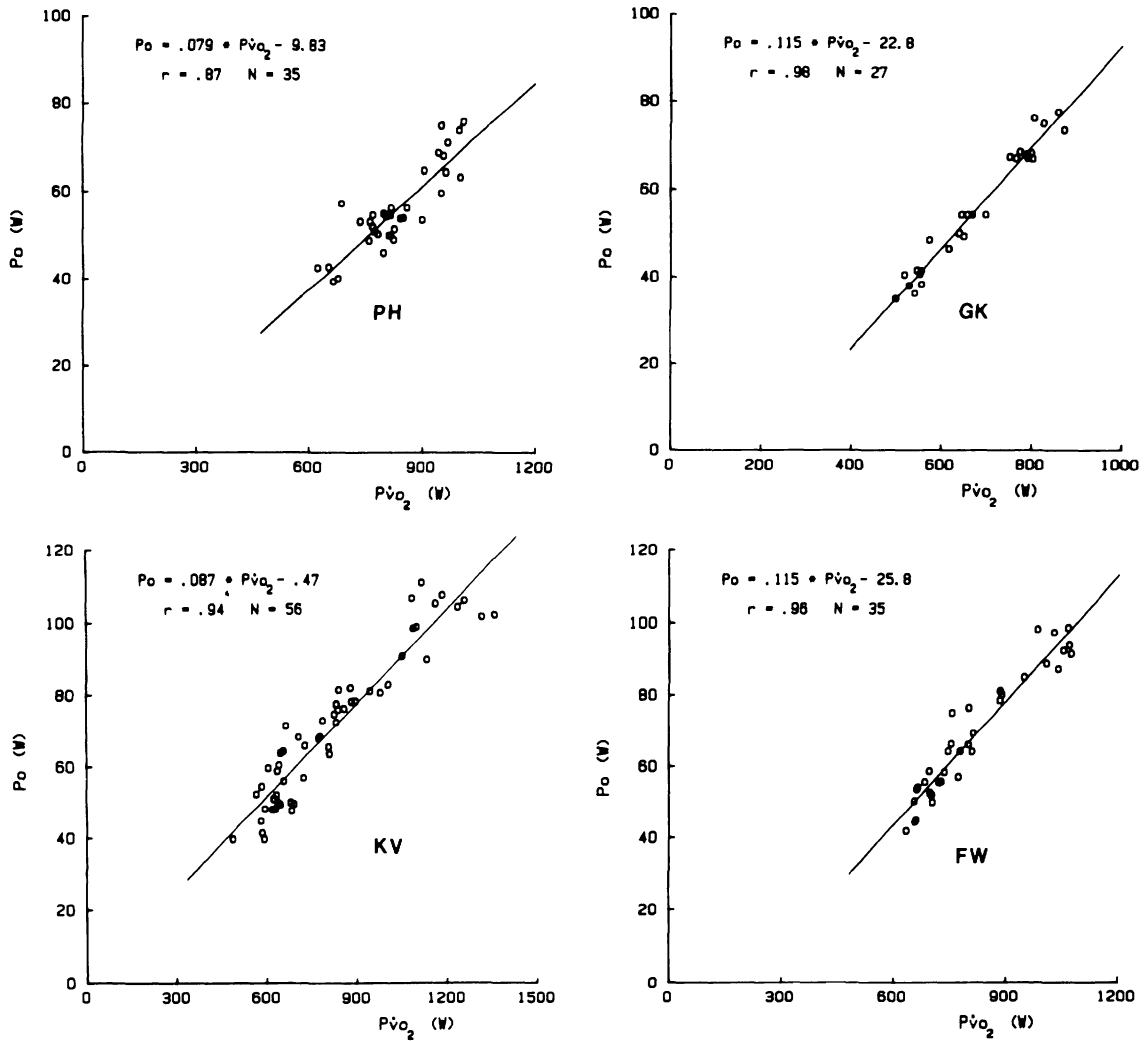 Po = .079 * Pv̇o₂ - 9.83
r = .87 N = 35
100
80
60
40
20
0
Po (W)
PH
0 300 600 900 1200
Pv̇o₂ (W)
Po = .115 * Pv̇o₂ - 22.8
r = .98 N = 27
100
80
60
40
20
0
Po (W)
GK
0 200 400 600 800 1000
Pv̇o₂ (W)
Po = .087 * Pv̇o₂ - .47
r = .94 N = 56
120
100
80
60
40
20
0
Po (W)
KV
0 300 600 900 1200 1500
Pv̇o₂ (W)
Po = .115 * Pv̇o₂ - 25.8
r = .96 N = 35
120
100
80
60
40
20
0
Po (W)
FW
0 300 600 900 1200
Pv̇o₂ (W)